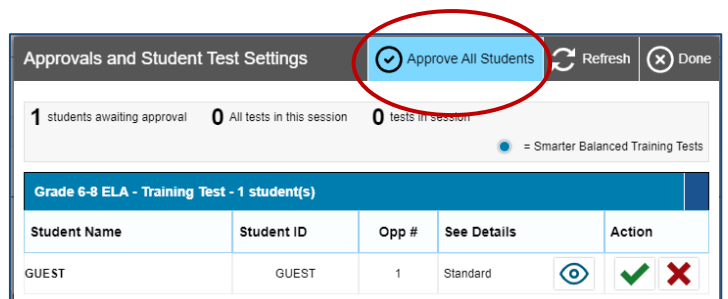 Approvals and Student Test Settings Approve All Students Refresh Done
1 students awaiting approval 0 All tests in this session 0 tests in session
= Smarter Balanced Training Tests
Grade 6-8 ELA - Training Test - 1 student(s)
Student Name Student ID Opp # See Details Action
GUEST GUEST 1 Standard